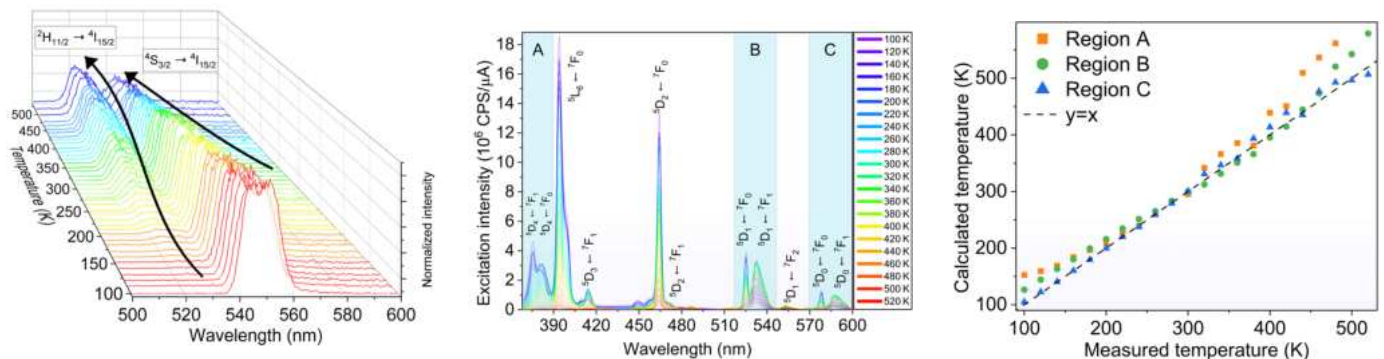 ²H₁₁/₂ → ⁴I₁₅/₂
⁴S₃/₂ → ⁴I₁₅/₂
500
450
350
300
250
200
150
100
Temperature (K)
500 520 540 560 580 600
Wavelength (nm)
Normalized intensity
Excitation intensity (10⁶ CPS/μA)
18
16
14
12
10
8
6
4
2
0
A
B
C
⁵D₄ ← ⁷F₁
⁵D₄ ← ⁷F₀
⁵L₆ ← ⁷F₀
⁵D₃ ← ⁷F₁
⁵D₂ ← ⁷F₀
⁵D₂ ← ⁷F₁
⁵D₁ ← ⁷F₀
⁵D₁ ← ⁷F₁
⁵D₁ ← ⁷F₂
⁵D₀ ← ⁷F₀
⁵D₀ ← ⁷F₁
390 420 450 480 510 540 570 600
Wavelength (nm)
100 K
120 K
140 K
160 K
180 K
200 K
220 K
240 K
260 K
280 K
300 K
320 K
340 K
360 K
380 K
400 K
420 K
440 K
460 K
480 K
500 K
520 K
Calculated temperature (K)
500
400
300
200
100
Region A
Region B
Region C
y=x
100 200 300 400 500
Measured temperature (K)